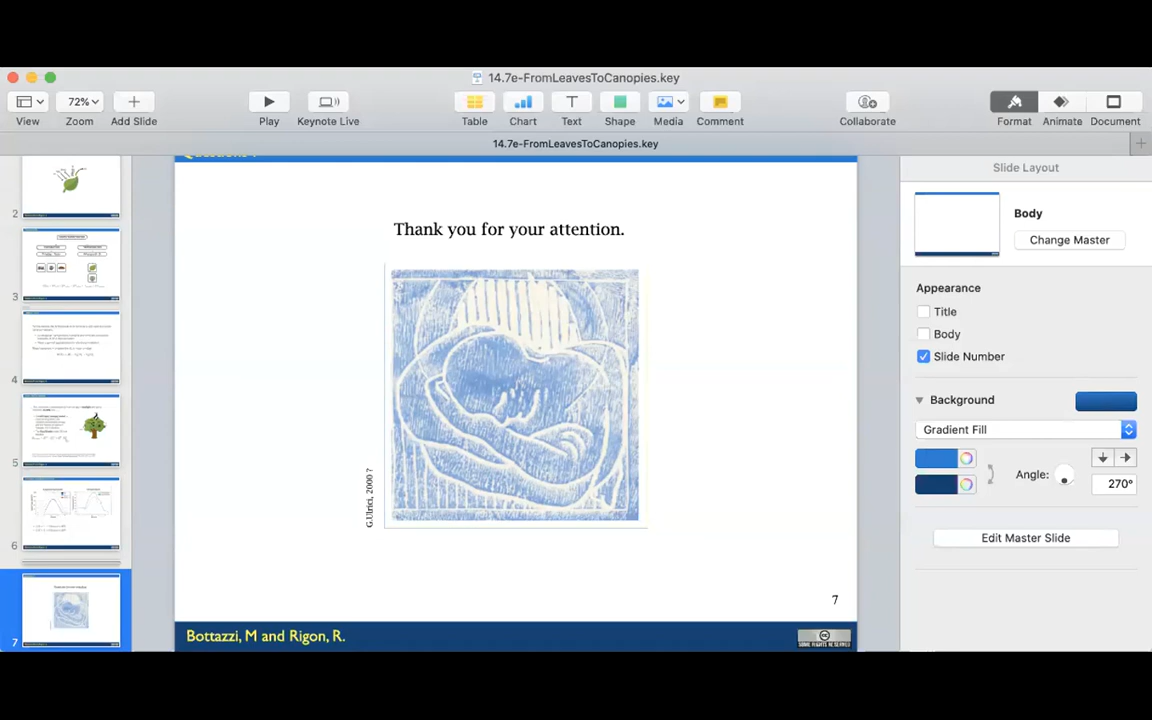 14.7e-FromLeavesToCanopies.key
View
72%
Zoom
Add Slide
Play
Keynote Live
Table
Chart
Text
Shape
Media
Comment
Collaborate
Format
Animate
Document
14.7e-FromLeavesToCanopies.key
2
3
4
5
6
7
Thank you for your attention.
G.Ulrici, 2000 ?
7
Bottazzi, M and Rigon, R.
SOME RIGHTS RESERVED
Slide Layout
Body
Change Master
Appearance
Title
Body
Slide Number
Background
Gradient Fill
Angle:
270°
Edit Master Slide